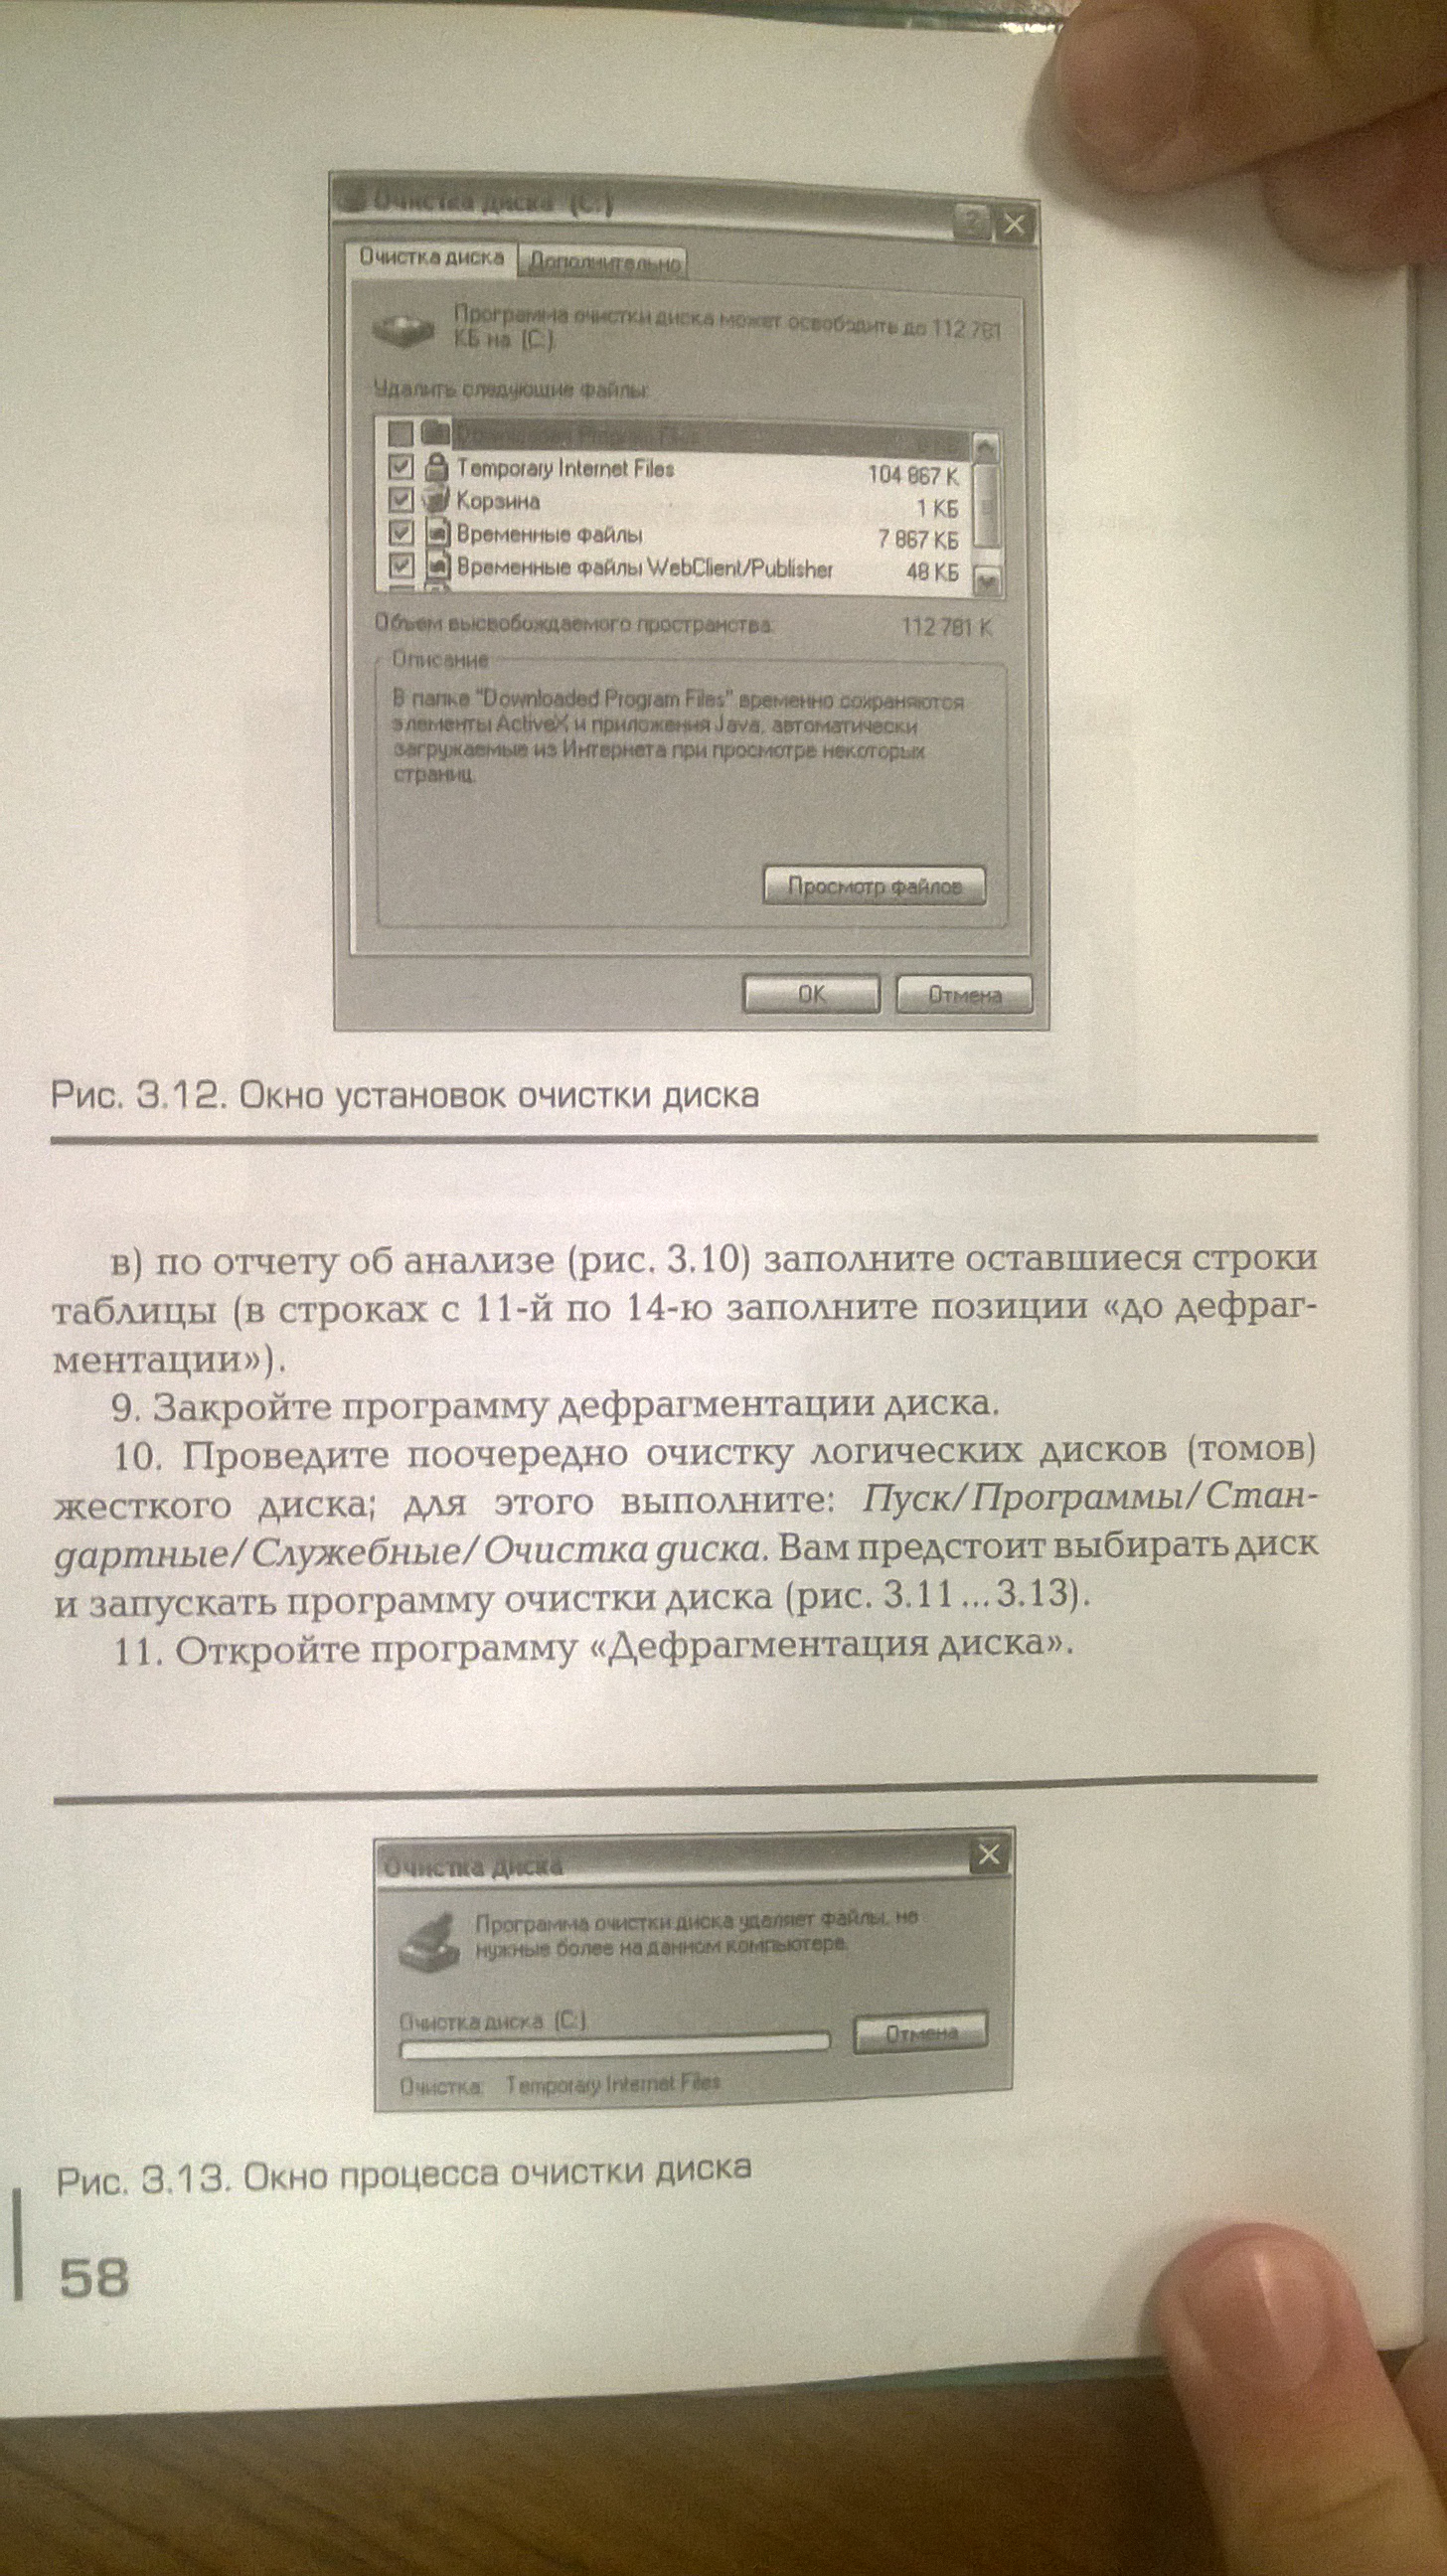 Очистка диска (C:)
Очистка диска
Дополнительно
Программа очистки диска может освободить до 112 781
КБ на (C:).
Удалить следующие файлы:
Downloaded Program Files
Temporary Internet Files 104 867 К
Корзина 1 КБ
Временные файлы 7 867 КБ
Временные файлы WebClient/Publisher 48 КБ
Объем высвобождаемого пространства: 112 781 К
Описание
В папке "Downloaded Program Files" временно сохраняются
элементы ActiveX и приложения Java, автоматически
загружаемые из Интернета при просмотре некоторых
страниц.
Просмотр файлов
OK
Отмена
Рис. 3.12. Окно установок очистки диска
в) по отчету об анализе (рис. 3.10) заполните оставшиеся строки
таблицы (в строках с 11-й по 14-ю заполните позиции «до дефраг-
ментации»).
9. Закройте программу дефрагментации диска.
10. Проведите поочередно очистку логических дисков (томов)
жесткого диска; для этого выполните: Пуск/Программы/Стан-
дартные/Служебные/Очистка диска. Вам предстоит выбирать диск
и запускать программу очистки диска (рис. 3.11...3.13).
11. Откройте программу «Дефрагментация диска».
Очистка диска
Программа очистки диска удаляет файлы, не
нужные более на данном компьютере.
Очистка диска (C:)
Отмена
Очистка: Temporary Internet Files
Рис. 3.13. Окно процесса очистки диска
58